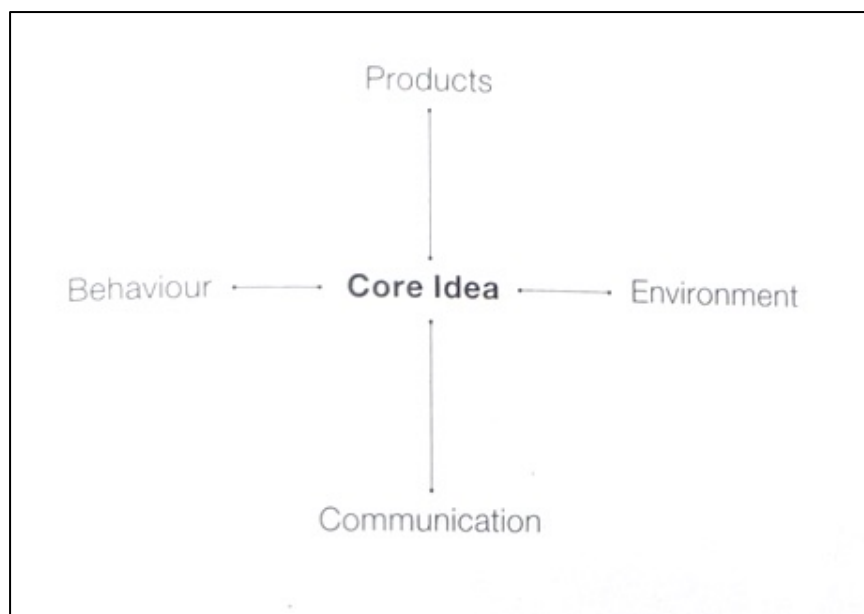 Products
Behaviour
Core Idea
Environment
Communication